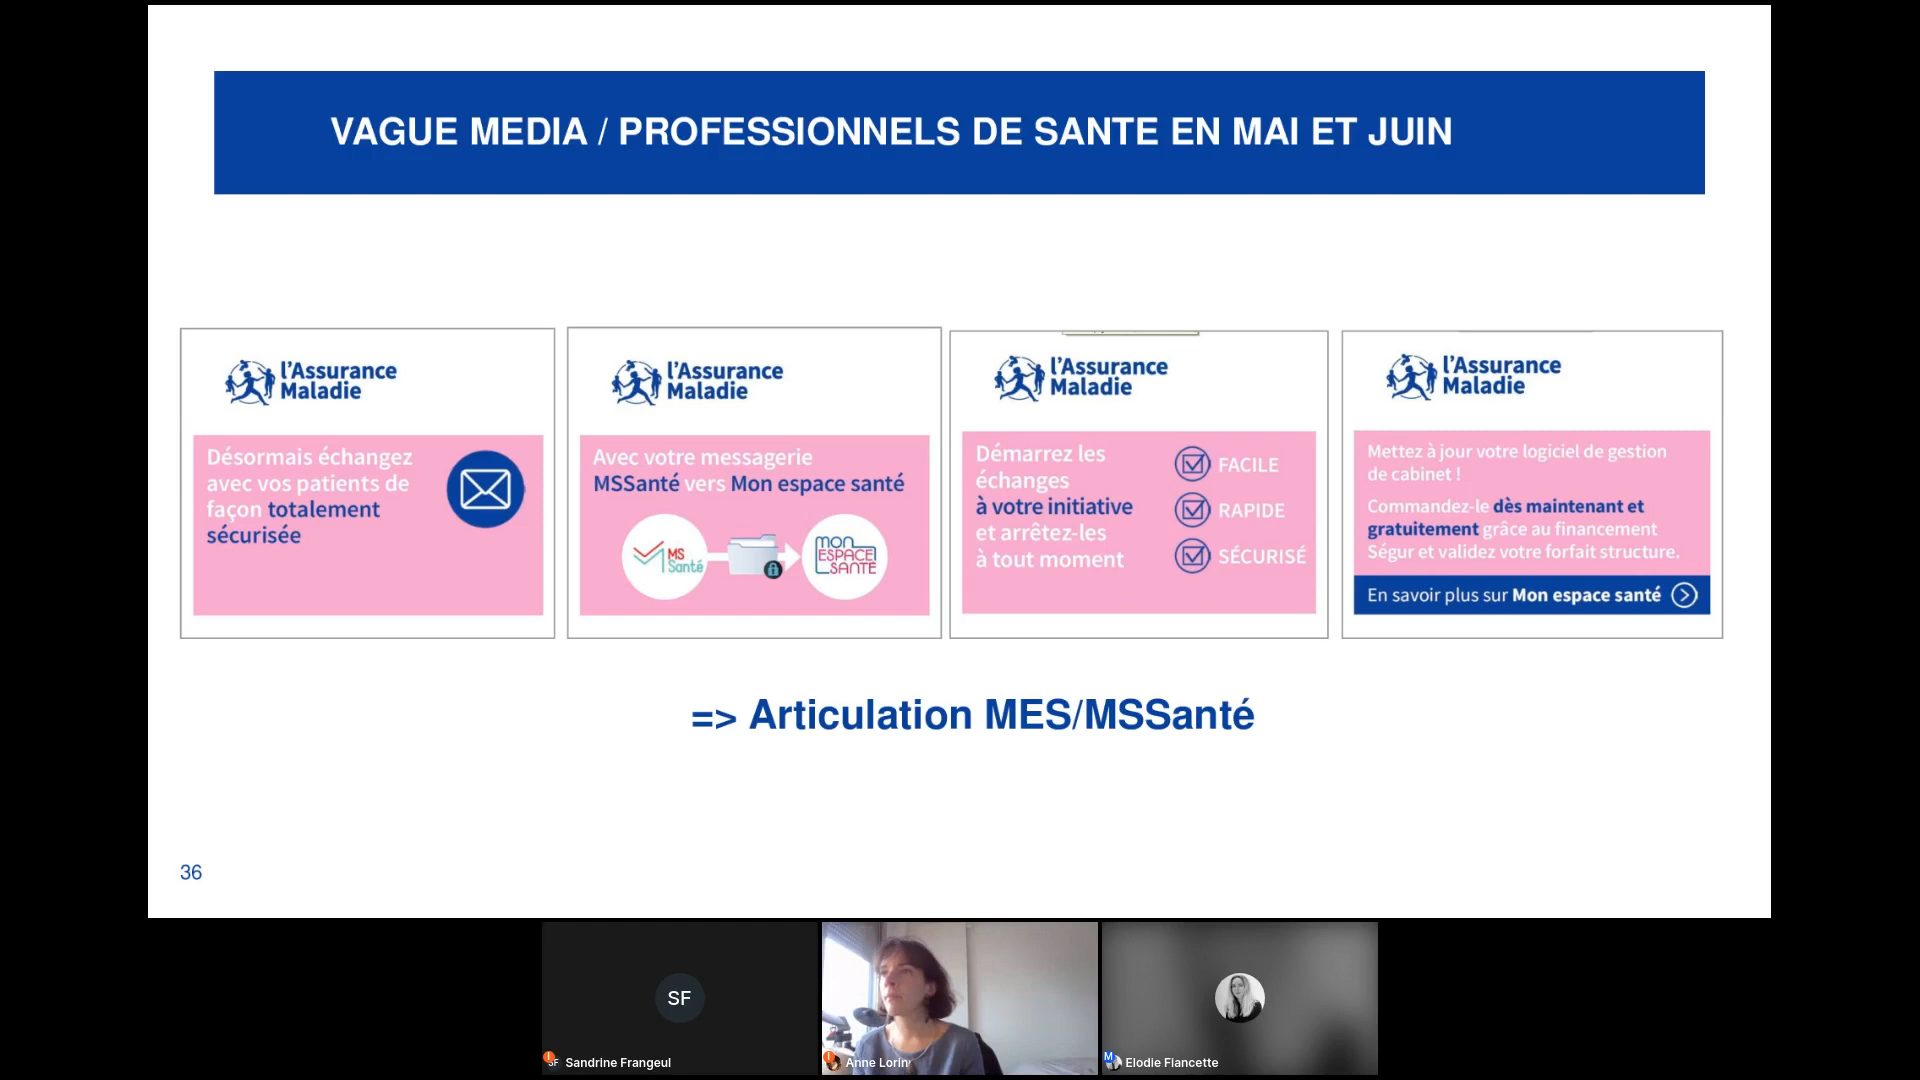 VAGUE MEDIA / PROFESSIONNELS DE SANTE EN MAI ET JUIN
l'Assurance
Maladie
Désormais échangez
avec vos patients de
façon totalement
sécurisée
l'Assurance
Maladie
Avec votre messagerie
MSSanté vers Mon espace santé
MS
Santé
MON
ESPACE
SANTÉ
l'Assurance
Maladie
Démarrez les
échanges
à votre initiative
et arrêtez-les
à tout moment
FACILE
RAPIDE
SÉCURISÉ
l'Assurance
Maladie
Mettez à jour votre logiciel de gestion
de cabinet !
Commandez-le dès maintenant et
gratuitement grâce au financement
Ségur et validez votre forfait structure.
En savoir plus sur Mon espace santé
=> Articulation MES/MSSanté
36
SF
SF Sandrine Frangeul
Anne
M Elodie Fiancette